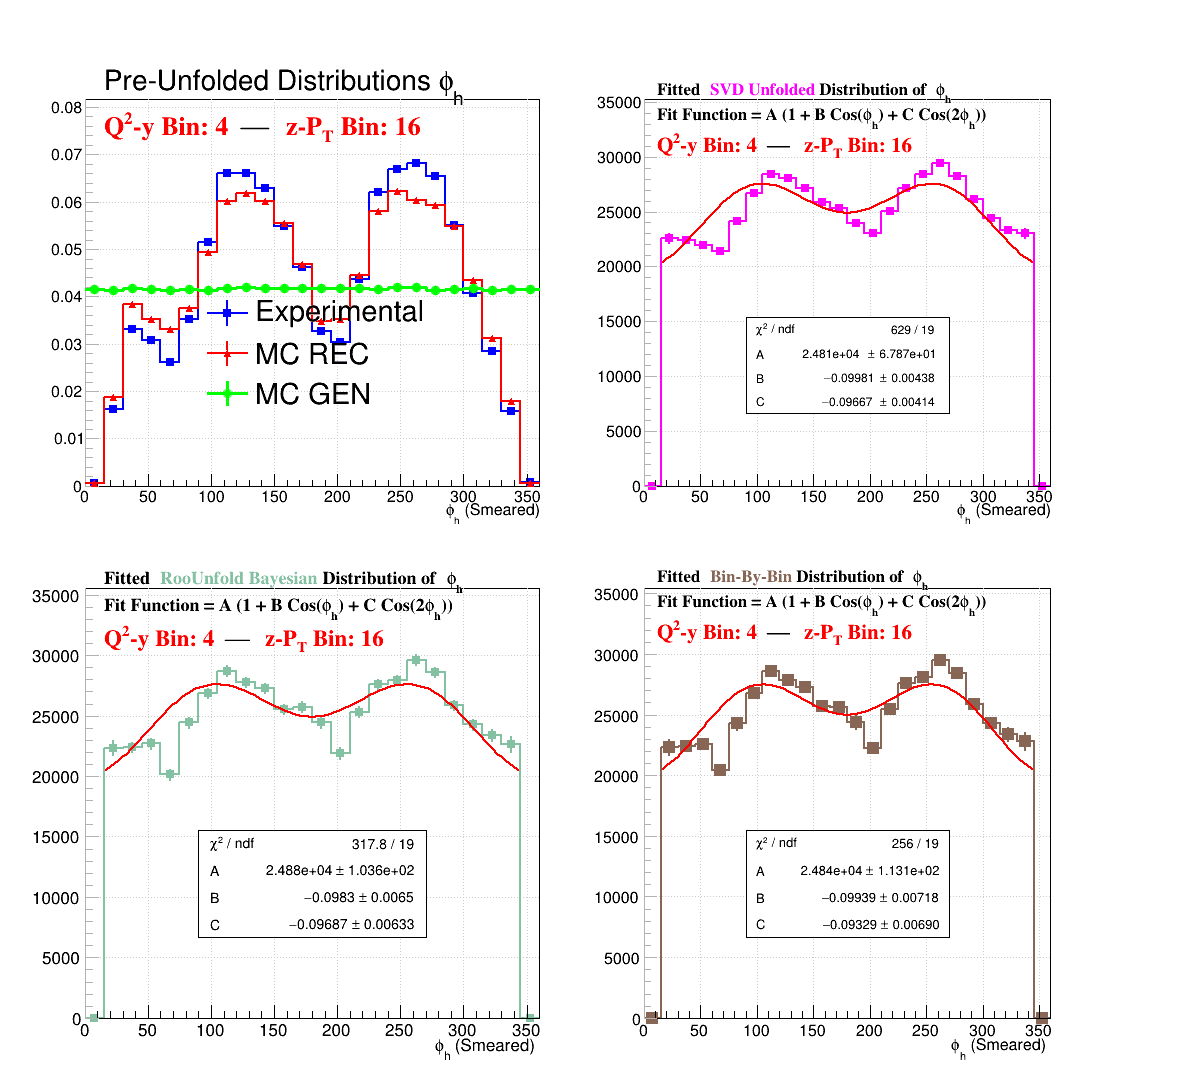 Pre-Unfolded Distributions ϕh
Q2-y Bin: 4 — z-PT Bin: 16
0.08
0.07
0.06
0.05
0.04
0.03
0.02
0.01
0
Experimental
MC REC
MC GEN
0 50 100 150 200 250 300 350
ϕh (Smeared)
Fitted SVD Unfolded Distribution of ϕh
Fit Function = A (1 + B Cos(ϕh) + C Cos(2ϕh))
Q2-y Bin: 4 — z-PT Bin: 16
35000
30000
25000
20000
15000
10000
5000
0
χ2 / ndf 629 / 19
A 2.481e+04 ± 6.787e+01
B −0.09981 ± 0.00438
C −0.09667 ± 0.00414
0 50 100 150 200 250 300 350
ϕh (Smeared)
Fitted RooUnfold Bayesian Distribution of ϕh
Fit Function = A (1 + B Cos(ϕh) + C Cos(2ϕh))
Q2-y Bin: 4 — z-PT Bin: 16
35000
30000
25000
20000
15000
10000
5000
0
χ2 / ndf 317.8 / 19
A 2.488e+04 ± 1.036e+02
B −0.0983 ± 0.0065
C −0.09687 ± 0.00633
0 50 100 150 200 250 300 350
ϕh (Smeared)
Fitted Bin-By-Bin Distribution of ϕh
Fit Function = A (1 + B Cos(ϕh) + C Cos(2ϕh))
Q2-y Bin: 4 — z-PT Bin: 16
35000
30000
25000
20000
15000
10000
5000
0
χ2 / ndf 256 / 19
A 2.484e+04 ± 1.131e+02
B −0.09939 ± 0.00718
C −0.09329 ± 0.00690
0 50 100 150 200 250 300 350
ϕh (Smeared)